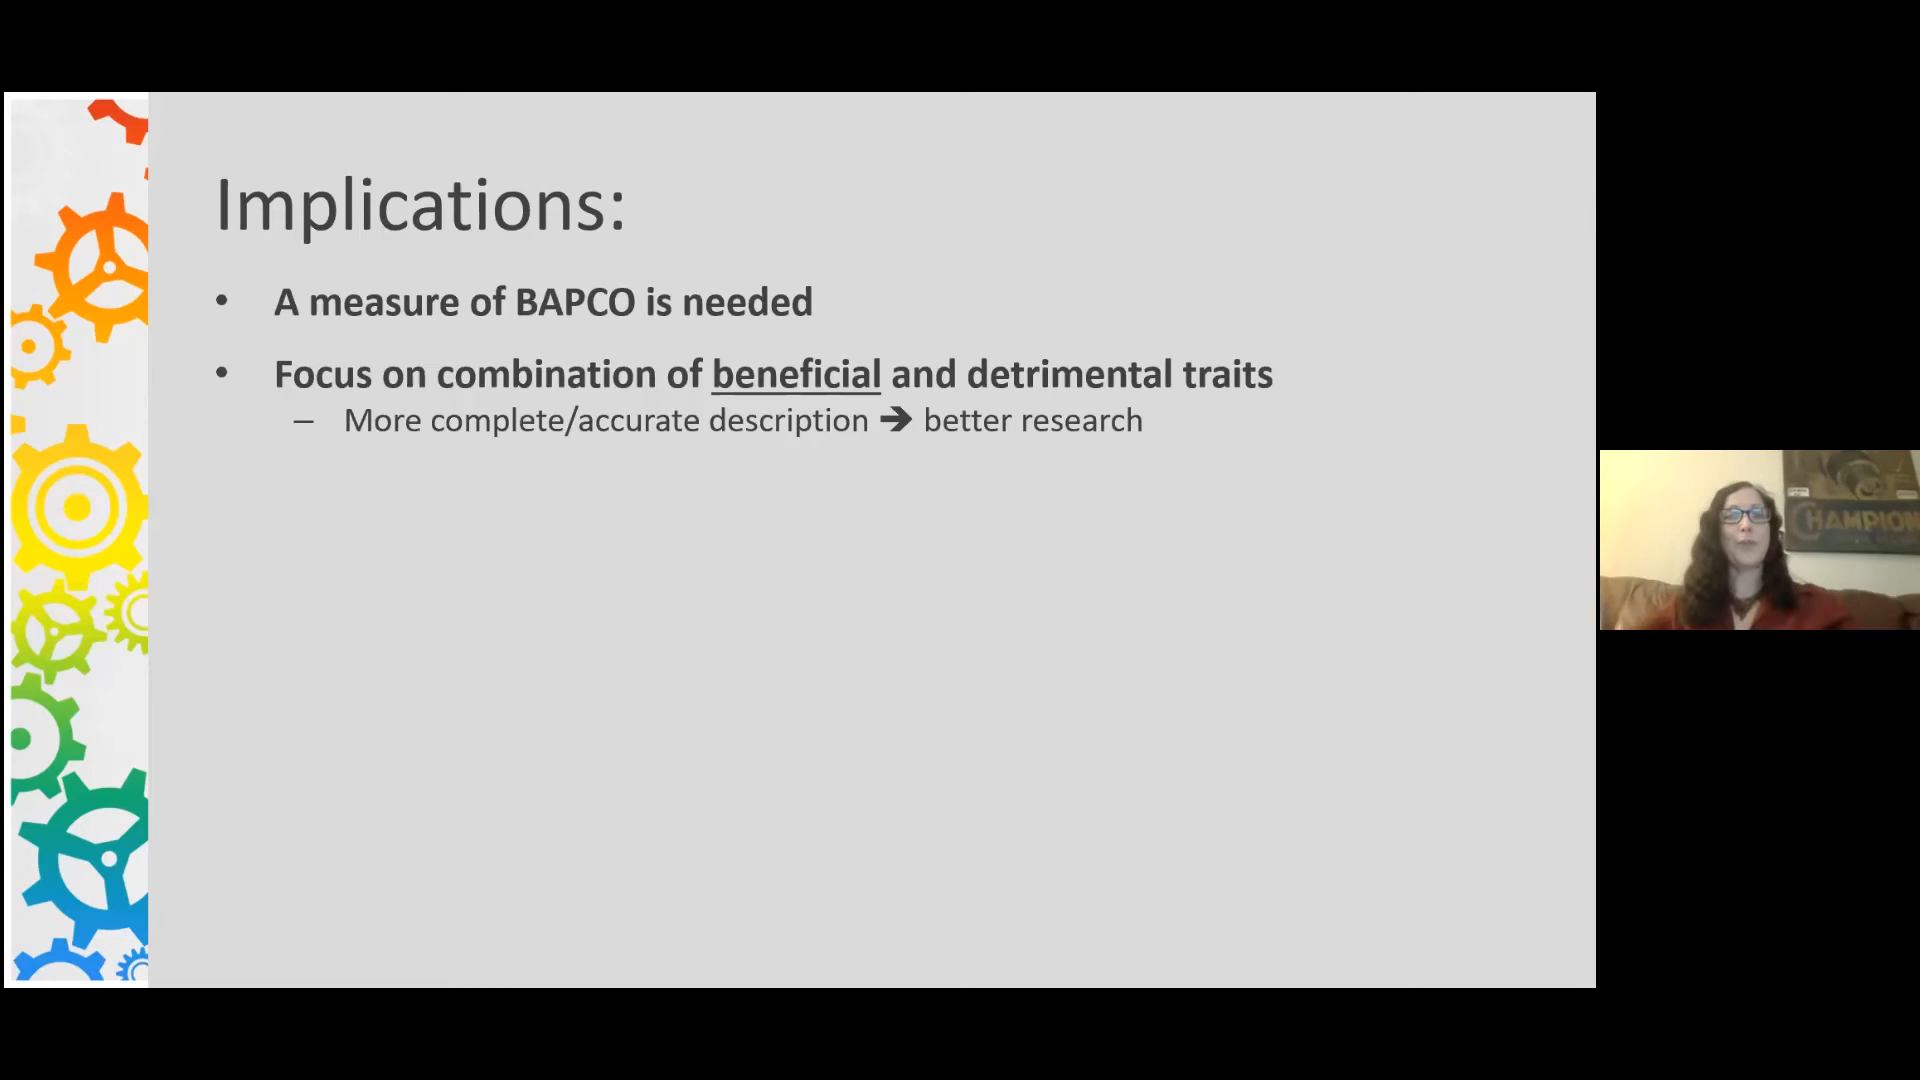 Implications:
• A measure of BAPCO is needed
• Focus on combination of beneficial and detrimental traits
– More complete/accurate description ➔ better research
CHAMPION